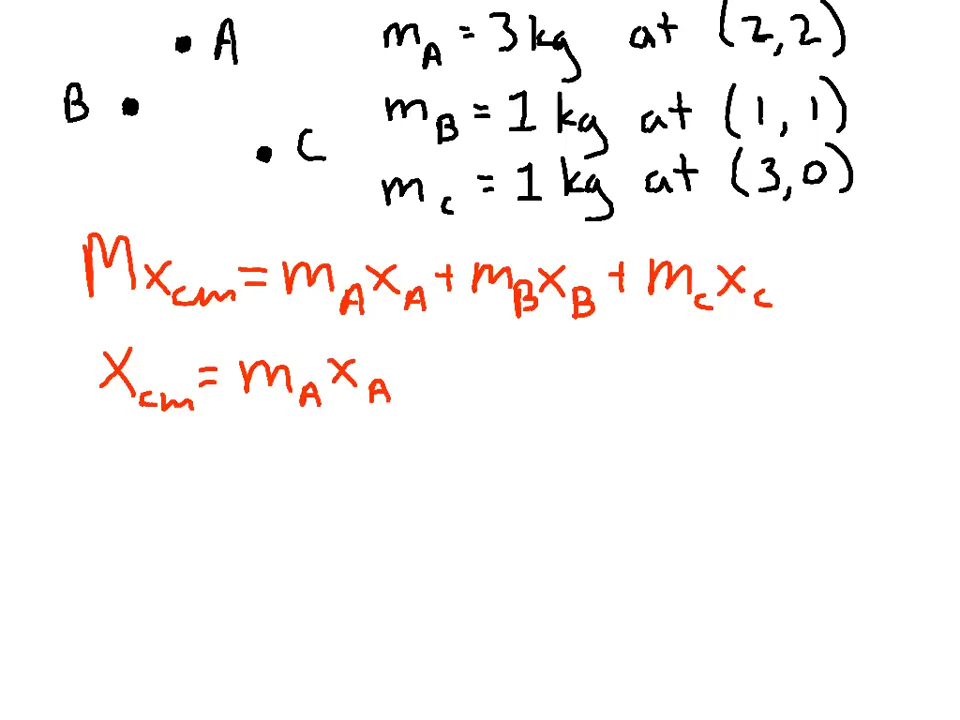 A m_A = 3 kg at (2,2)
B m_B = 1 kg at (1,1)
C m_c = 1 kg at (3,0)
M x_cm = m_A x_A + m_B x_B + m_c x_c
x_cm = m_A x_A